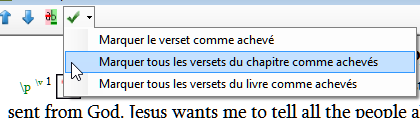 Marquer le verset comme achevé
Marquer tous les versets du chapitre comme achevés
\p \v 1
Marquer tous les versets du livre comme achevés
sent from God. Jesus wants me to tell all the people a